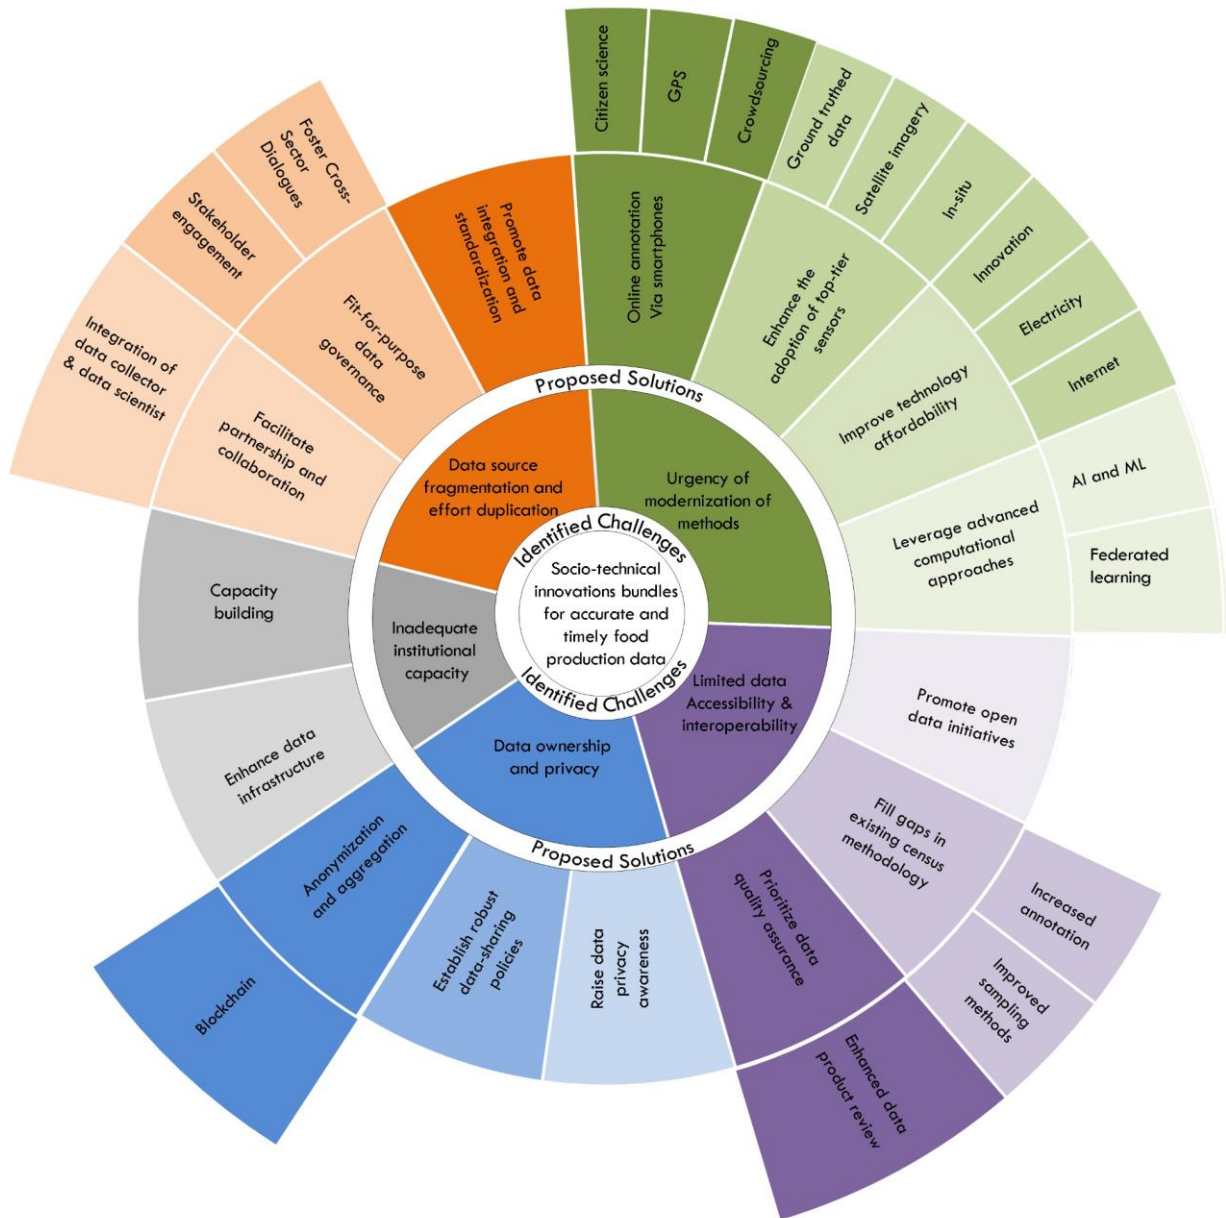 Citizen science
GPS
Crowdsourcing
Ground truthed
data
Satellite imagery
In-situ
Innovation
Electricity
Internet
AI and ML
Federated
learning
Foster Cross-
Sector
Dialogues
Stakeholder
engagement
Integration of
data collector
& data scientist
Promote data
integration and
standardization
Online annotation
Via smartphones
Enhance the
adoption of top-tier
sensors
Improve technology
affordability
Leverage advanced
computational
approaches
Fit-for-purpose
data
governance
Facilitate
partnership and
collaboration
Proposed Solutions
Data source
fragmentation and
effort duplication
Urgency of
modernization of
methods
Identified Challenges
Socio-technical
innovations bundles
for accurate and
timely food
production data
Identified Challenges
Inadequate
institutional
capacity
Limited data
Accessibility &
interoperability
Data ownership
and privacy
Proposed Solutions
Capacity
building
Enhance data
infrastructure
Anonymization
and aggregation
Blockchain
Establish robust
data-sharing
policies
Raise data
privacy
awareness
Prioritize data
quality assurance
Enhanced data
product review
Fill gaps in
existing census
methodology
Increased
annotation
Improved
sampling
methods
Promote open
data initiatives